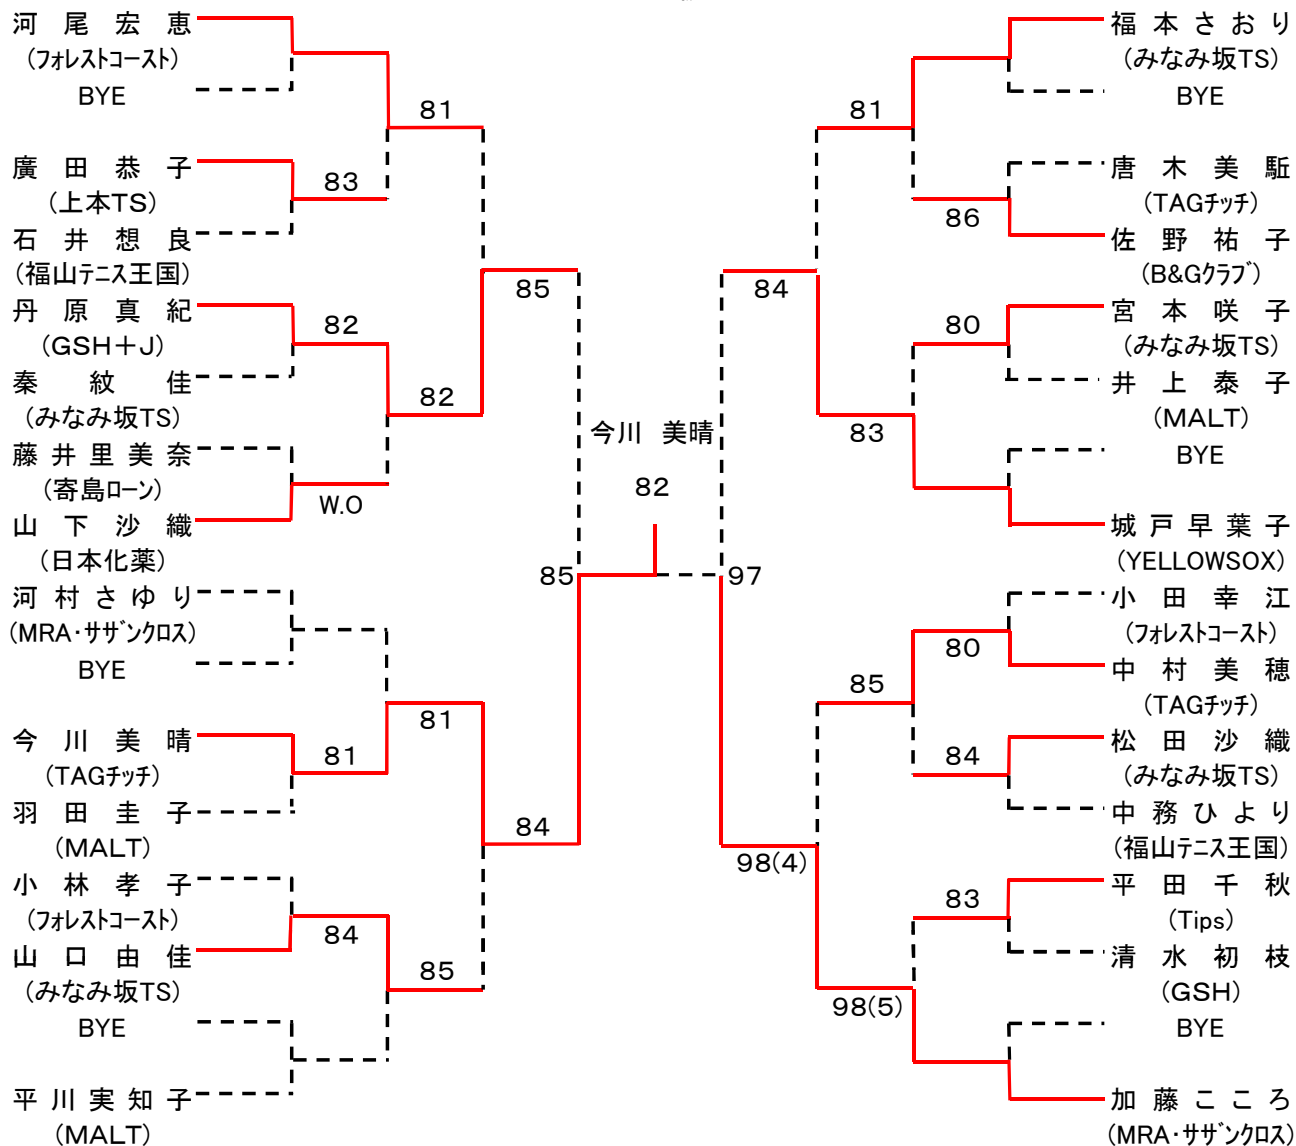 河尾宏恵
(フォレストコースト)
BYE
廣田恭子
(上本TS)
石井想良
(福山テニス王国)
丹原真紀
(GSH+J)
秦紋佳
(みなみ坂TS)
藤井里美奈
(寄島ローン)
山下沙織
(日本化薬)
河村さゆり
(MRA・サザンクロス)
BYE
今川美晴
(TAGチッチ)
羽田圭子
(MALT)
小林孝子
(フォレストコースト)
山口由佳
(みなみ坂TS)
BYE
平川実知子
(MALT)
83
82
W.O
81
84
81
82
81
85
85
84
85
今川 美晴
82
97
84
98(4)
81
83
85
98(5)
86
80
80
84
83
福本さおり
(みなみ坂TS)
BYE
唐木美駈
(TAGチッチ)
佐野祐子
(B&Gクラブ)
宮本咲子
(みなみ坂TS)
井上泰子
(MALT)
BYE
城戸早葉子
(YELLOWSOX)
小田幸江
(フォレストコースト)
中村美穂
(TAGチッチ)
松田沙織
(みなみ坂TS)
中務ひより
(福山テニス王国)
平田千秋
(Tips)
清水初枝
(GSH)
BYE
加藤こころ
(MRA・サザンクロス)